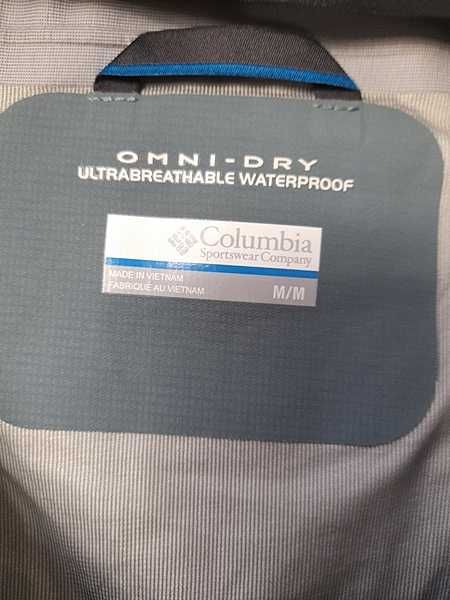 OMNI-DRY
ULTRABREATHABLE WATERPROOF
Columbia
Sportswear Company
MADE IN VIETNAM
FABRIQUÉ AU VIETNAM
M/M